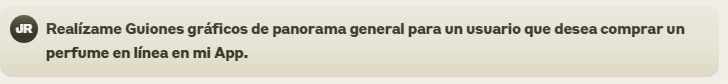 JR Realízame Guiones gráficos de panorama general para un usuario que desea comprar un
perfume en línea en mi App.